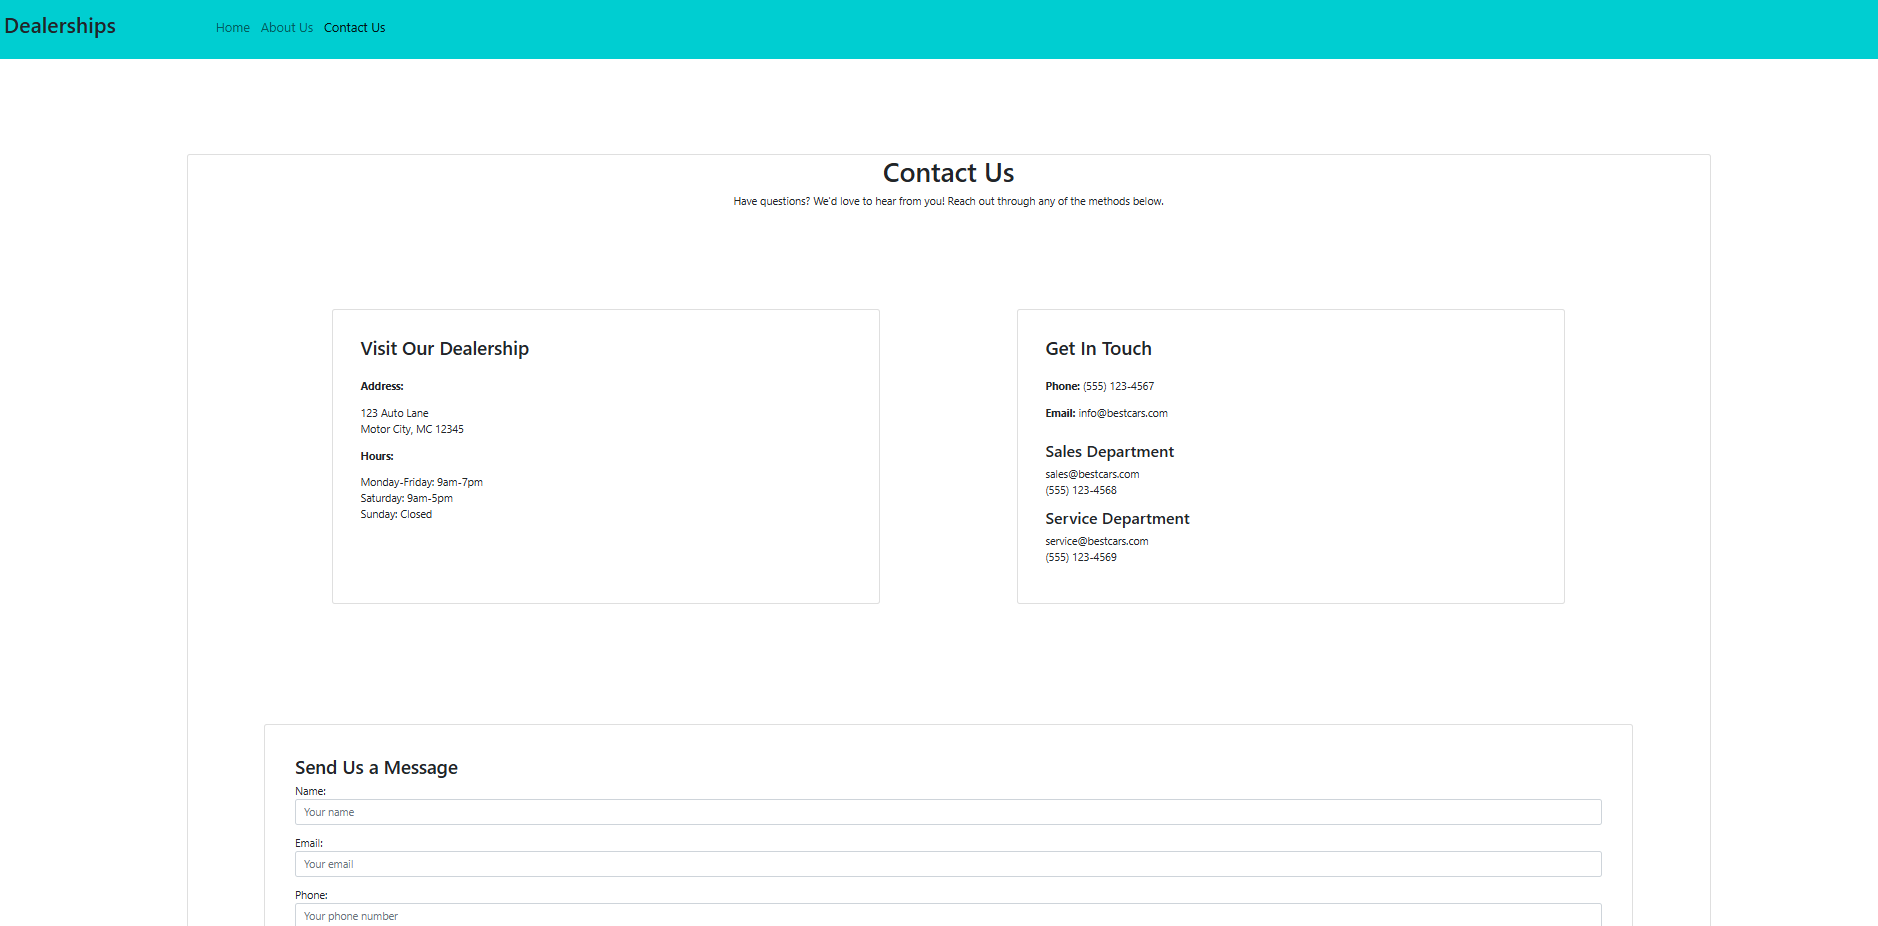 Dealerships
Home About Us Contact Us
Contact Us
Have questions? We'd love to hear from you! Reach out through any of the methods below.
Visit Our Dealership
Address:
123 Auto Lane
Motor City, MC 12345
Hours:
Monday-Friday: 9am-7pm
Saturday: 9am-5pm
Sunday: Closed
Get In Touch
Phone: (555) 123-4567
Email: info@bestcars.com
Sales Department
sales@bestcars.com
(555) 123-4568
Service Department
service@bestcars.com
(555) 123-4569
Send Us a Message
Name:
Your name
Email:
Your email
Phone:
Your phone number